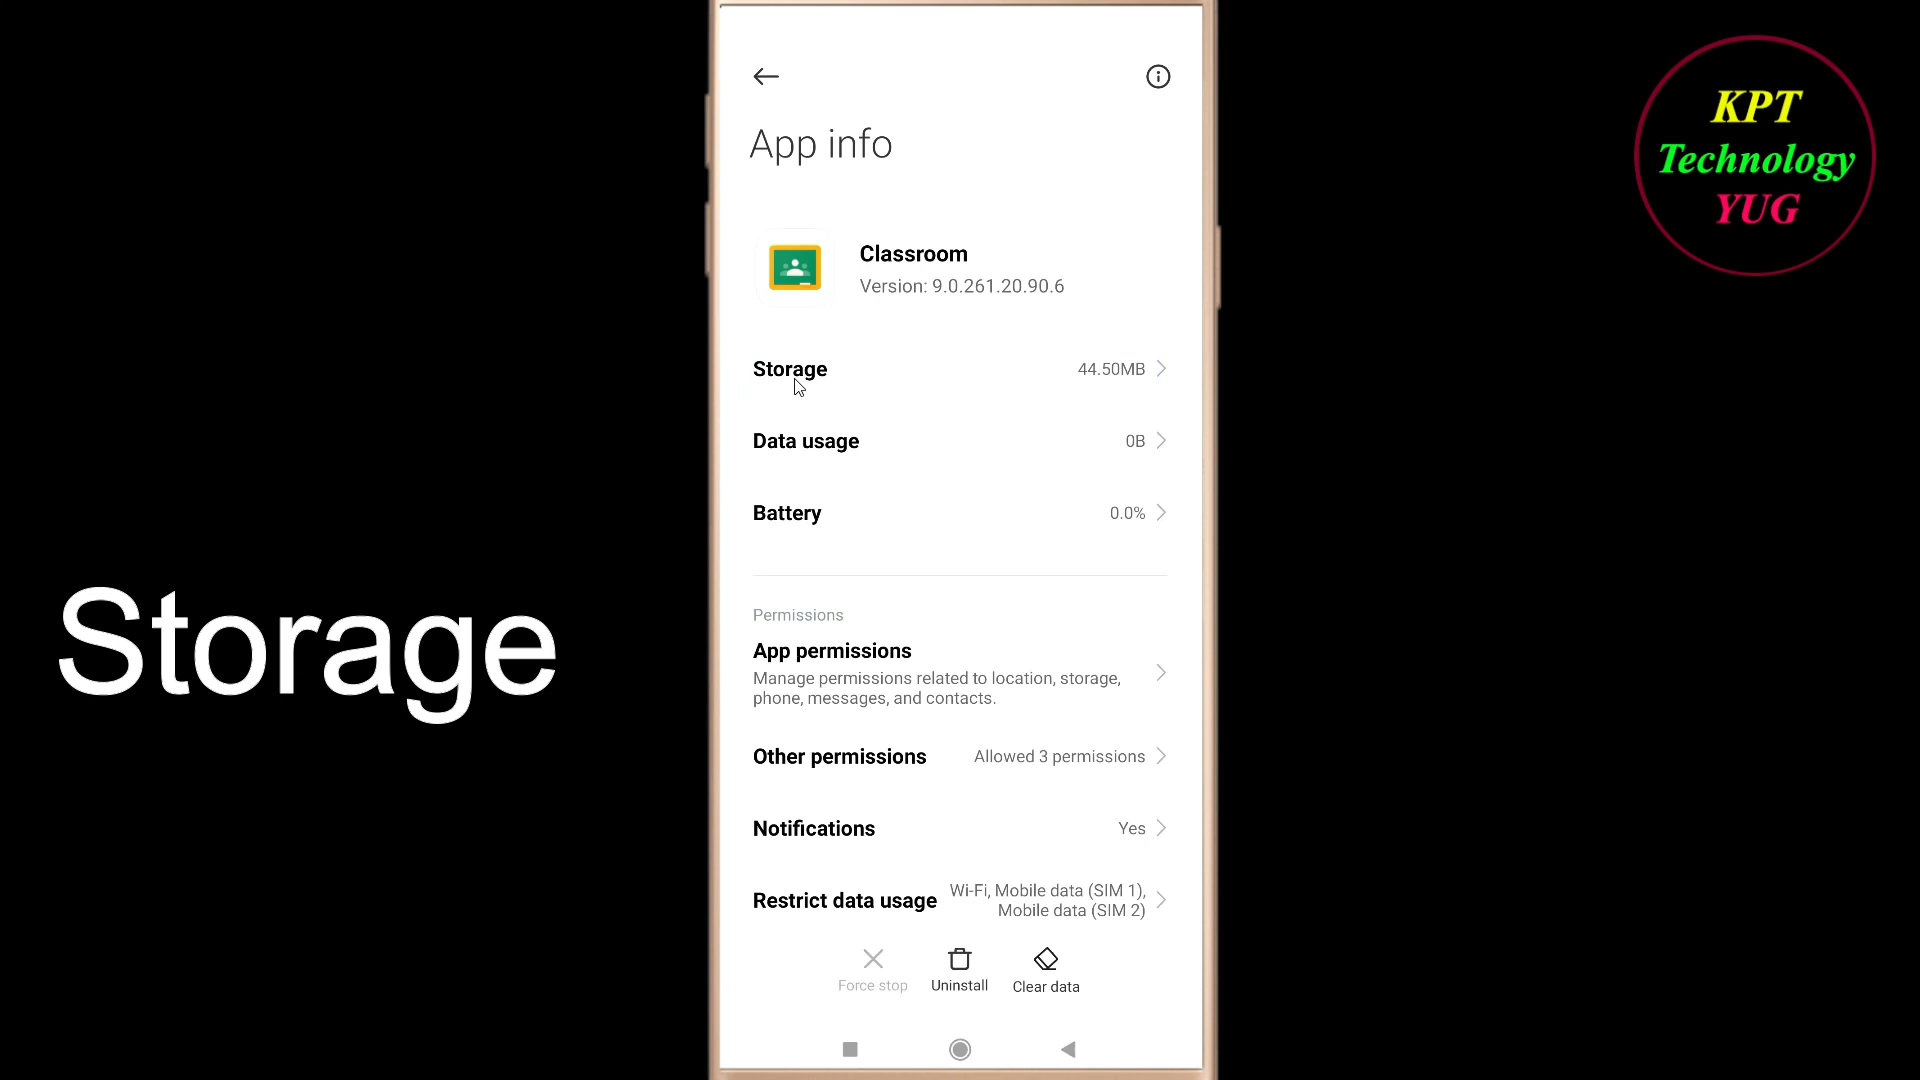 App info
Classroom
Version: 9.0.261.20.90.6
Storage 44.50MB
Data usage 0B
Battery 0.0%
Permissions
App permissions
Manage permissions related to location, storage,
phone, messages, and contacts.
Other permissions Allowed 3 permissions
Notifications Yes
Restrict data usage Wi-Fi, Mobile data (SIM 1),
Mobile data (SIM 2)
Force stop Uninstall Clear data
Storage
KPT
Technology
YUG